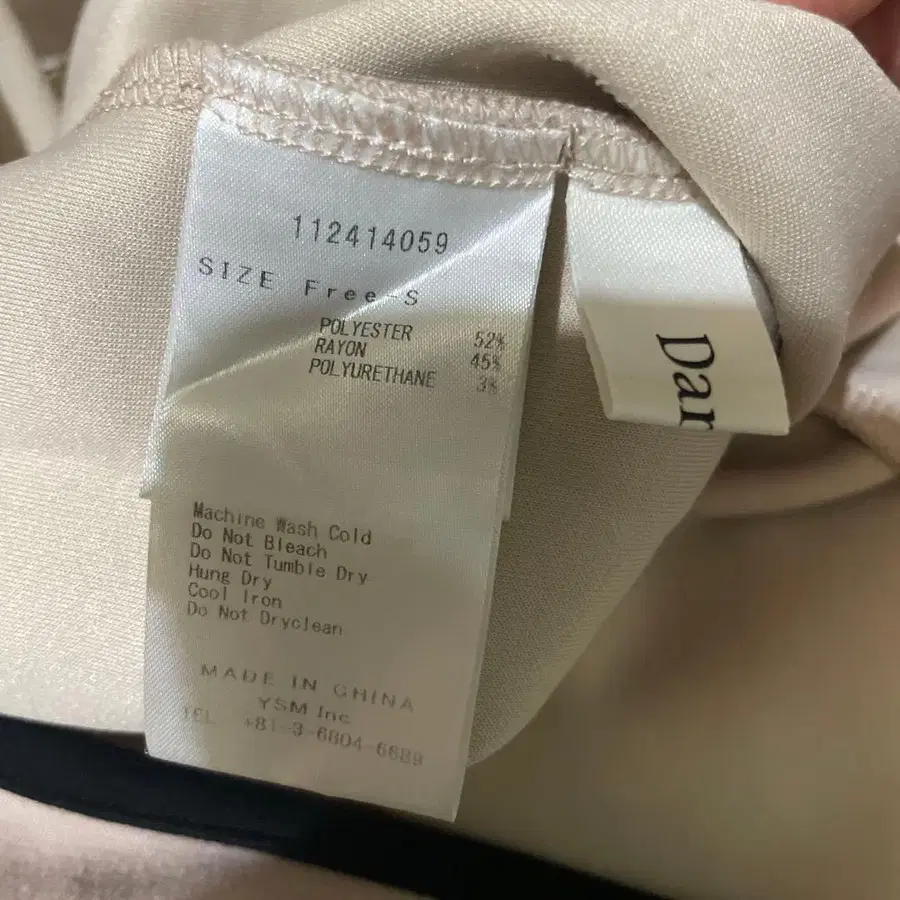 112414059
SIZE Free-S
POLYESTER 52%
RAYON 45%
POLYURETHANE 3%
Machine Wash Cold
Do Not Bleach
Do Not Tumble Dry
Hung Dry
Cool Iron
Do Not Dryclean
MADE IN CHINA
YSM Inc
TEL +81-3-6804-6689
Dar